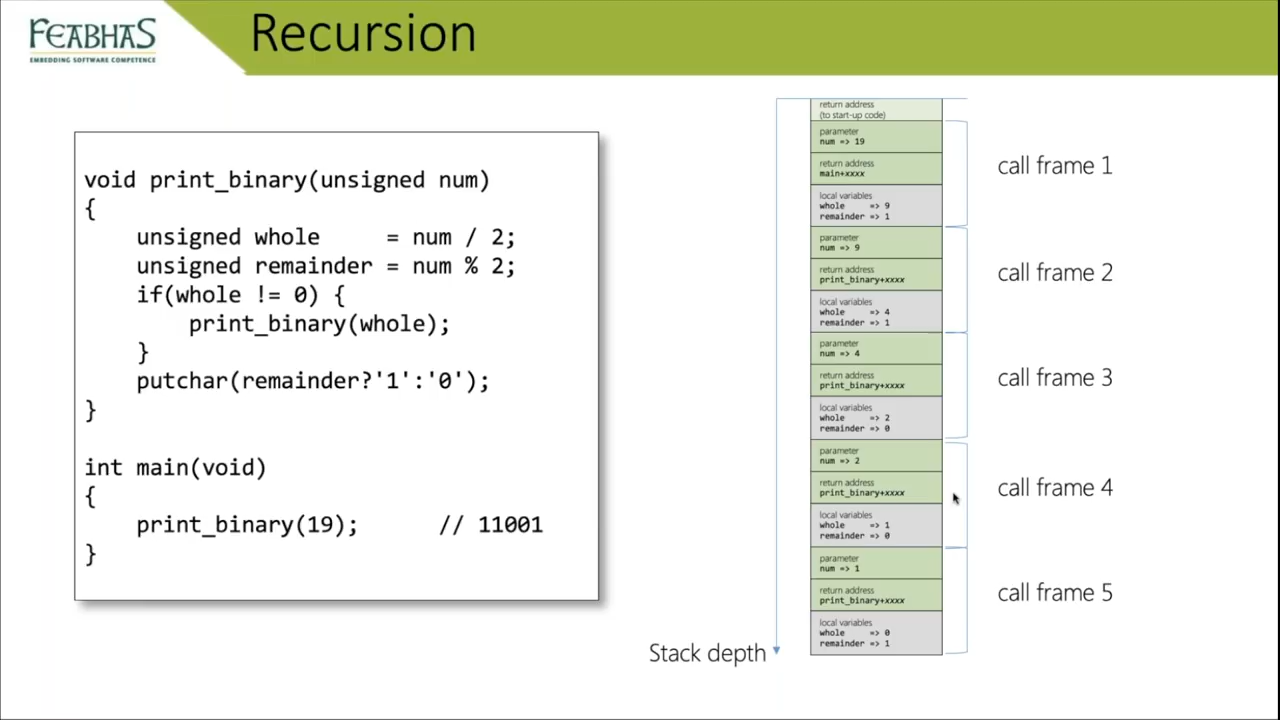 FEABHAS
EMBEDDING SOFTWARE COMPETENCE
Recursion
void print_binary(unsigned num)
{
    unsigned whole     = num / 2;
    unsigned remainder = num % 2;
    if(whole != 0) {
        print_binary(whole);
    }
    putchar(remainder?'1':'0');
}
int main(void)
{
    print_binary(19);      // 11001
}
return address
(to start-up code)
parameter
num => 19
return address
main+xxxx
local variables
whole     => 9
remainder => 1
call frame 1
parameter
num => 9
return address
print_binary+xxxx
local variables
whole     => 4
remainder => 1
call frame 2
parameter
num => 4
return address
print_binary+xxxx
local variables
whole     => 2
remainder => 0
call frame 3
parameter
num => 2
return address
print_binary+xxxx
local variables
whole     => 1
remainder => 0
call frame 4
parameter
num => 1
return address
print_binary+xxxx
local variables
whole     => 0
remainder => 1
call frame 5
Stack depth